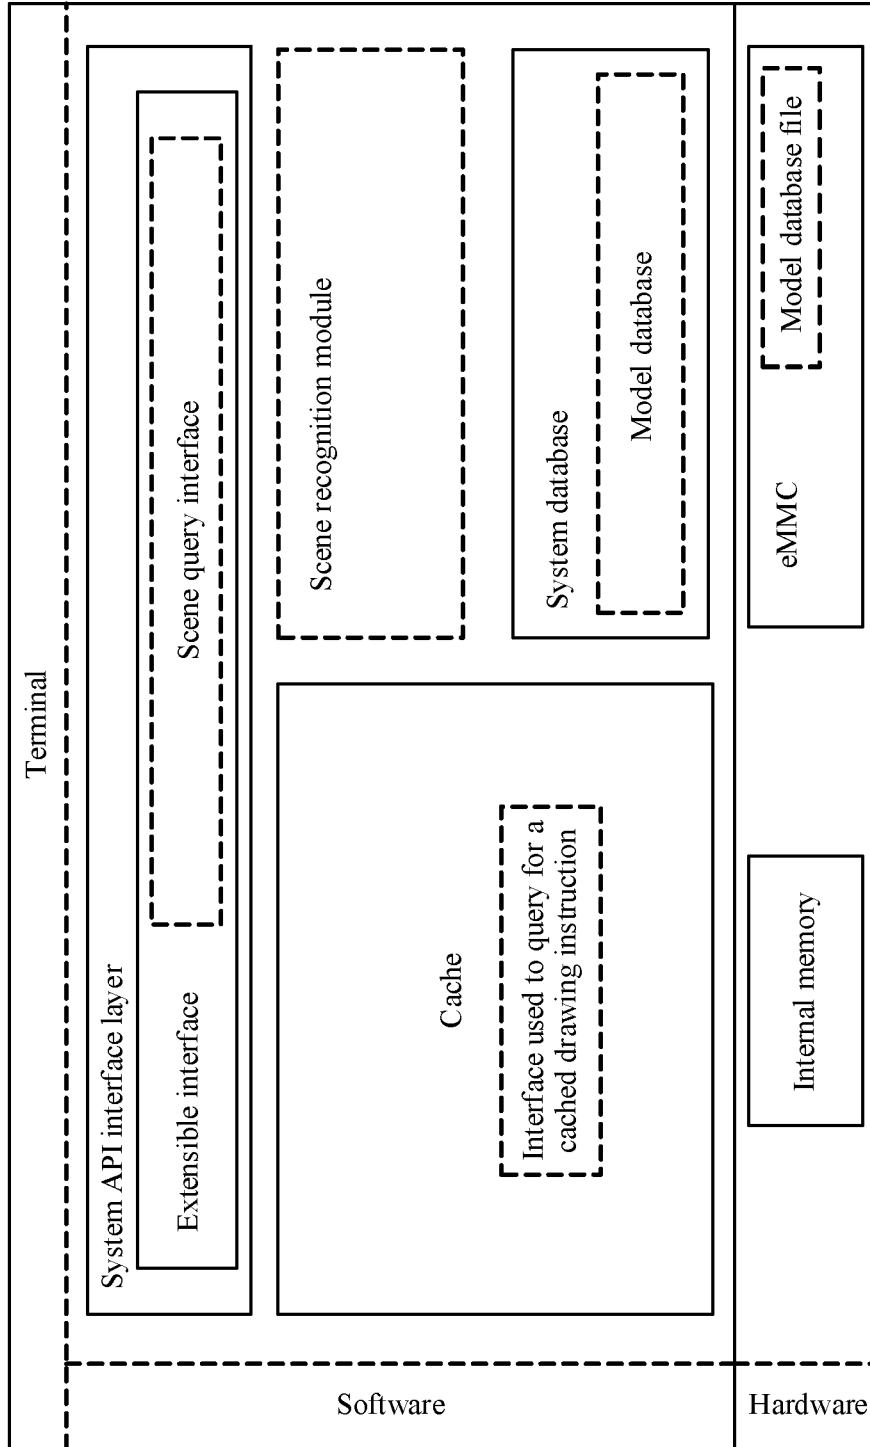 Terminal
Software
System API interface layer
Extensible interface
Scene query interface
Cache
Interface used to query for a
cached drawing instruction
Scene recognition module
System database
Model database
Hardware
Internal memory
eMMC
Model database file